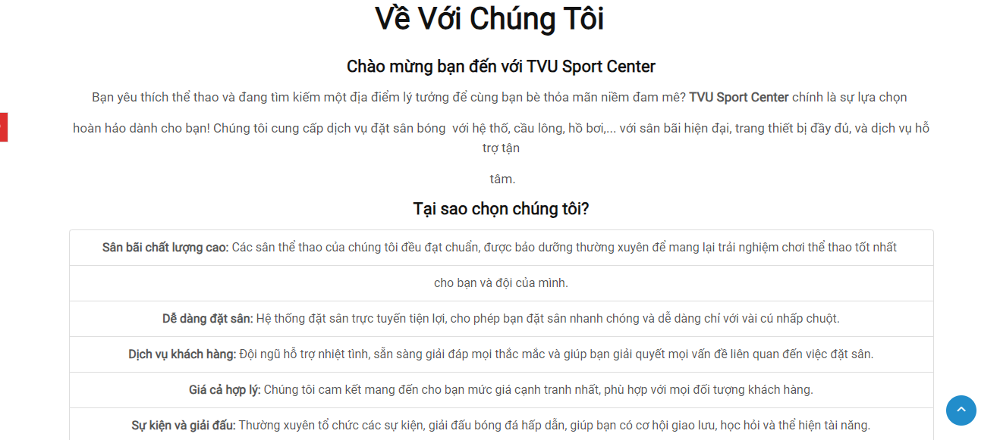 Về Với Chúng Tôi
Chào mừng bạn đến với TVU Sport Center
Bạn yêu thích thể thao và đang tìm kiếm một địa điểm lý tưởng để cùng bạn bè thỏa mãn niềm đam mê? TVU Sport Center chính là sự lựa chọn
hoàn hảo dành cho bạn! Chúng tôi cung cấp dịch vụ đặt sân bóng với hệ thố, cầu lông, hồ bơi,... với sân bãi hiện đại, trang thiết bị đầy đủ, và dịch vụ hỗ
trợ tận
tâm.
Tại sao chọn chúng tôi?
Sân bãi chất lượng cao: Các sân thể thao của chúng tôi đều đạt chuẩn, được bảo dưỡng thường xuyên để mang lại trải nghiệm chơi thể thao tốt nhất
cho bạn và đội của mình.
Dễ dàng đặt sân: Hệ thống đặt sân trực tuyến tiện lợi, cho phép bạn đặt sân nhanh chóng và dễ dàng chỉ với vài cú nhấp chuột.
Dịch vụ khách hàng: Đội ngũ hỗ trợ nhiệt tình, sẵn sàng giải đáp mọi thắc mắc và giúp bạn giải quyết mọi vấn đề liên quan đến việc đặt sân.
Giá cả hợp lý: Chúng tôi cam kết mang đến cho bạn mức giá cạnh tranh nhất, phù hợp với mọi đối tượng khách hàng.
Sự kiện và giải đấu: Thường xuyên tổ chức các sự kiện, giải đấu bóng đá hấp dẫn, giúp bạn có cơ hội giao lưu, học hỏi và thể hiện tài năng.